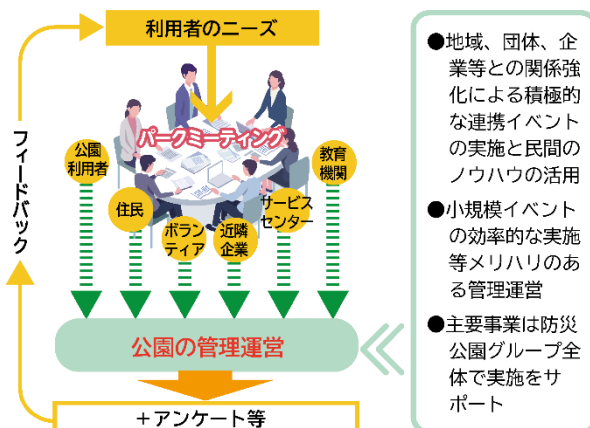 利用者のニーズ
パークミーティング
フィードバック
公園
利用者
住民
ボラン
ティア
近隣
企業
サービス
センター
教育
機関
公園の管理運営
＋アンケート等
●地域、団体、企
業等との関係強
化による積極的
な連携イベント
の実施と民間の
ノウハウの活用
●小規模イベント
の効率的な実施
等メリハリのあ
る管理運営
●主要事業は防災
公園グループ全
体で実施をサ
ポート